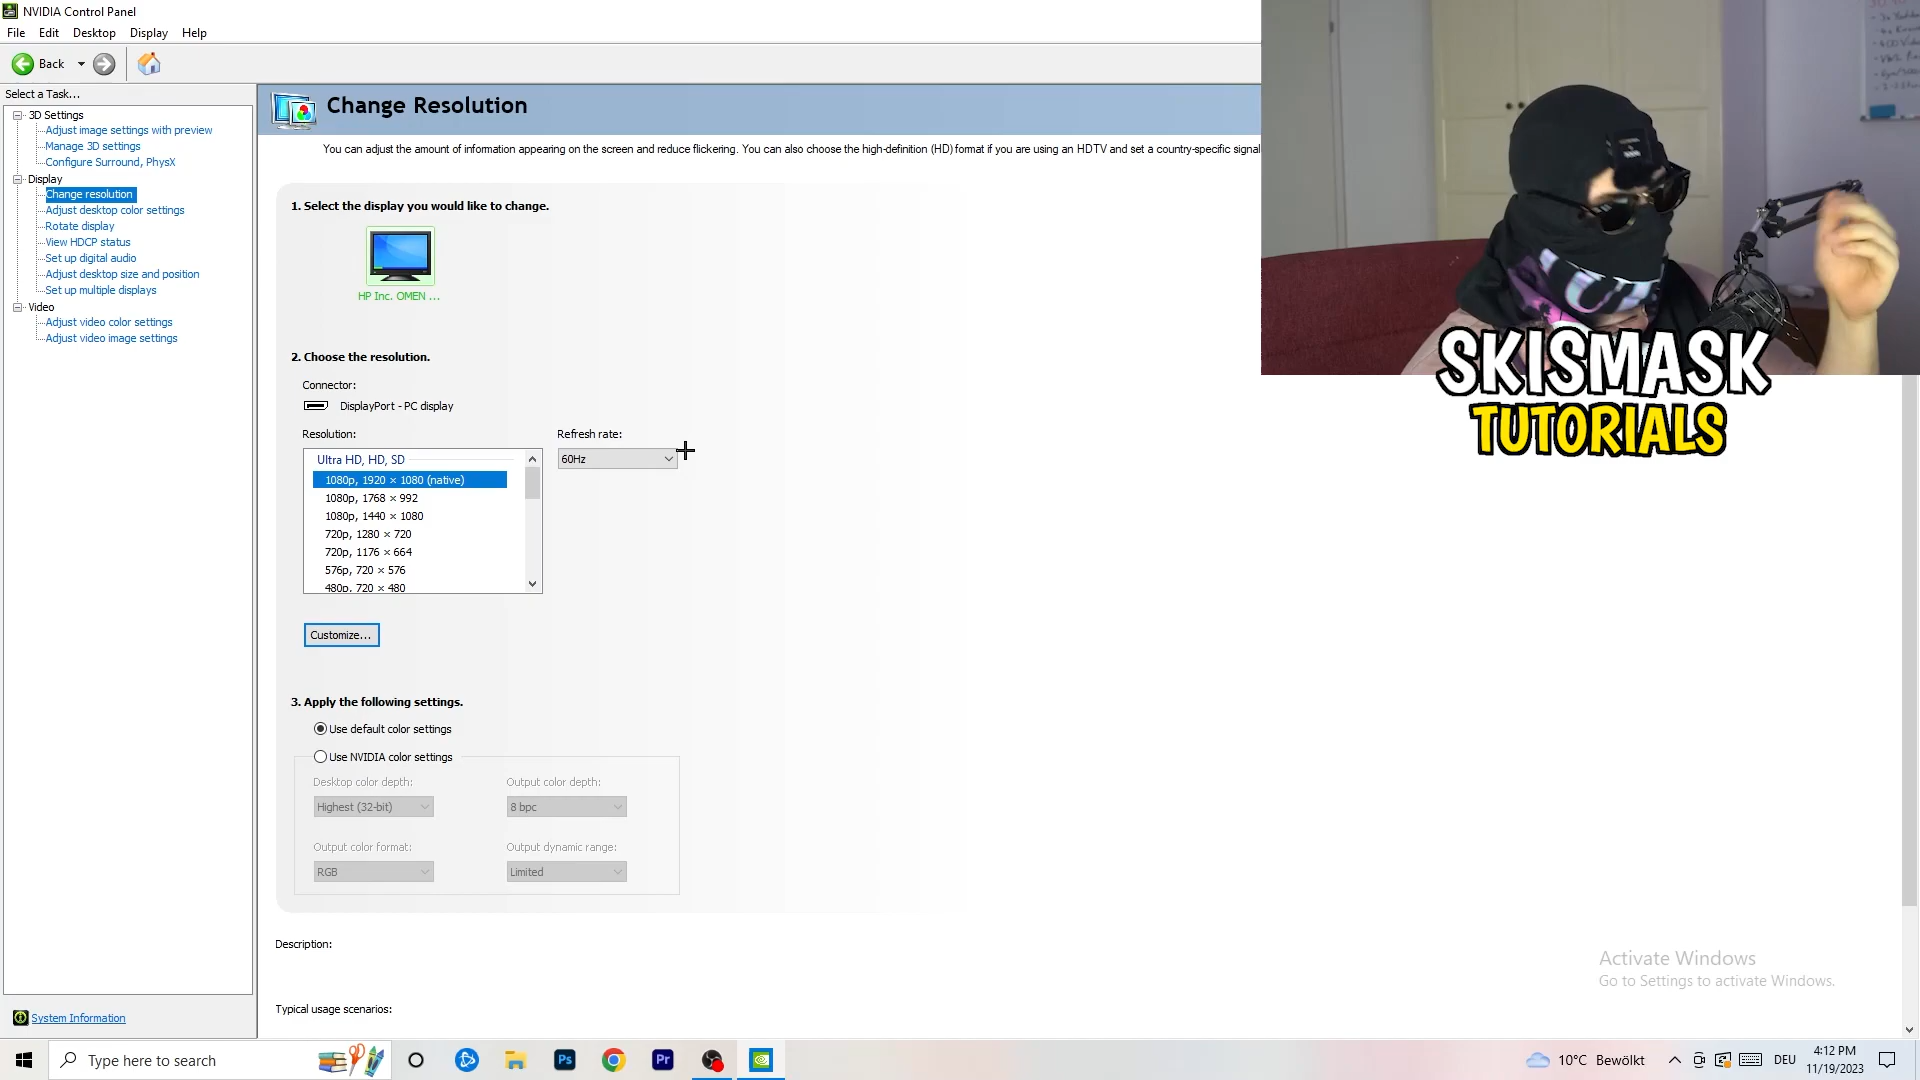 NVIDIA Control Panel
File Edit Desktop Display Help
Back
Select a Task...
3D Settings
Adjust image settings with preview
Manage 3D settings
Configure Surround, PhysX
Display
Change resolution
Adjust desktop color settings
Rotate display
View HDCP status
Set up digital audio
Adjust desktop size and position
Set up multiple displays
Video
Adjust video color settings
Adjust video image settings
System Information
Change Resolution
You can adjust the amount of information appearing on the screen and reduce flickering. You can also choose the high-definition (HD) format if you are using an HDTV and set a country-specific signal
1. Select the display you would like to change.
HP Inc. OMEN ...
2. Choose the resolution.
Connector:
DisplayPort - PC display
Resolution:
Refresh rate:
Ultra HD, HD, SD
60Hz
1080p, 1920 × 1080 (native)
1080p, 1768 × 992
1080p, 1440 × 1080
720p, 1280 × 720
720p, 1176 × 664
576p, 720 × 576
480p, 720 × 480
Customize...
3. Apply the following settings.
Use default color settings
Use NVIDIA color settings
Desktop color depth:
Output color depth:
Highest (32-bit)
8 bpc
Output color format:
Output dynamic range:
RGB
Limited
Description:
Typical usage scenarios:
SKISMASK
TUTORIALS
Activate Windows
Go to Settings to activate Windows.
Type here to search
Ps
Pr
10°C Bewölkt
DEU
4:12 PM
11/19/2023